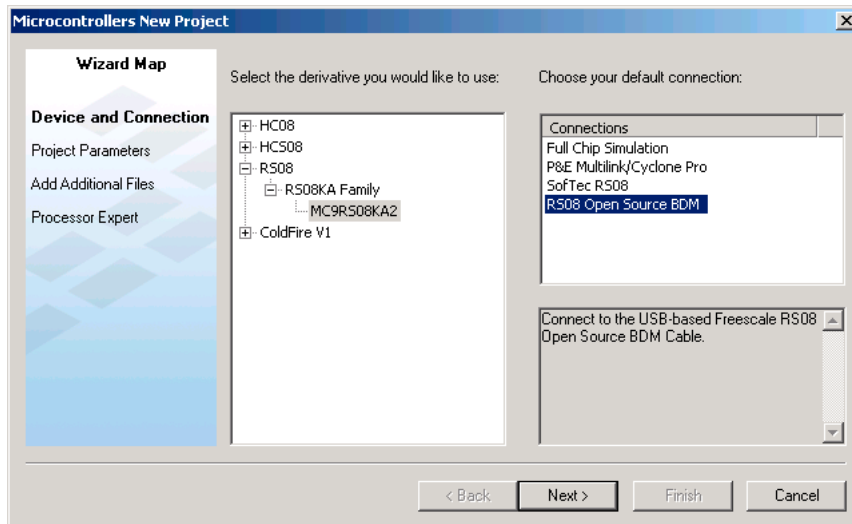 Microcontrollers New Project
Wizard Map
Device and Connection
Project Parameters
Add Additional Files
Processor Expert
Select the derivative you would like to use:
HC08
HCS08
RS08
RS08KA Family
MC9RS08KA2
ColdFire V1
Choose your default connection:
Connections
Full Chip Simulation
P&E Multilink/Cyclone Pro
SofTec RS08
RS08 Open Source BDM
Connect to the USB-based Freescale RS08
Open Source BDM Cable.
< Back
Next >
Finish
Cancel